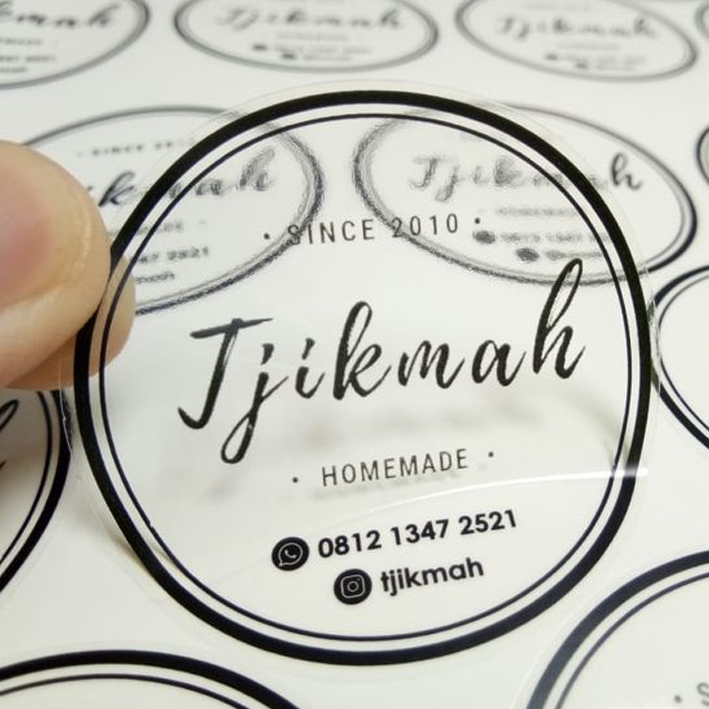 • SINCE 2010 •
Tjikmah
• HOMEMADE •
0812 1347 2521
tjikmah